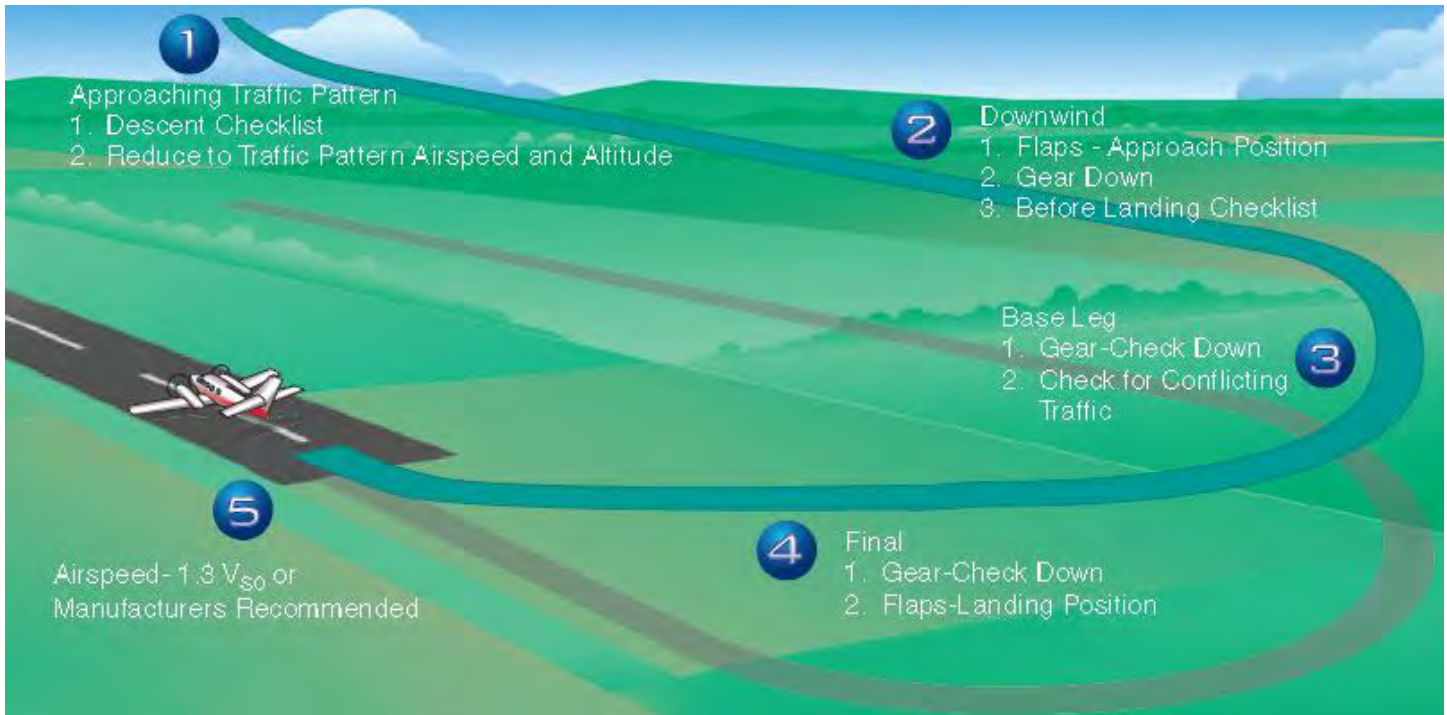 1
Approaching Traffic Pattern
1. Descent Checklist
2. Reduce to Traffic Pattern Airspeed and Altitude
2
Downwind
1. Flaps - Approach Position
2. Gear Down
3. Before Landing Checklist
3
Base Leg
1. Gear-Check Down
2. Check for Conflicting
Traffic
4
Final
1. Gear-Check Down
2. Flaps-Landing Position
5
Airspeed- 1.3 VSO or
Manufacturers Recommended